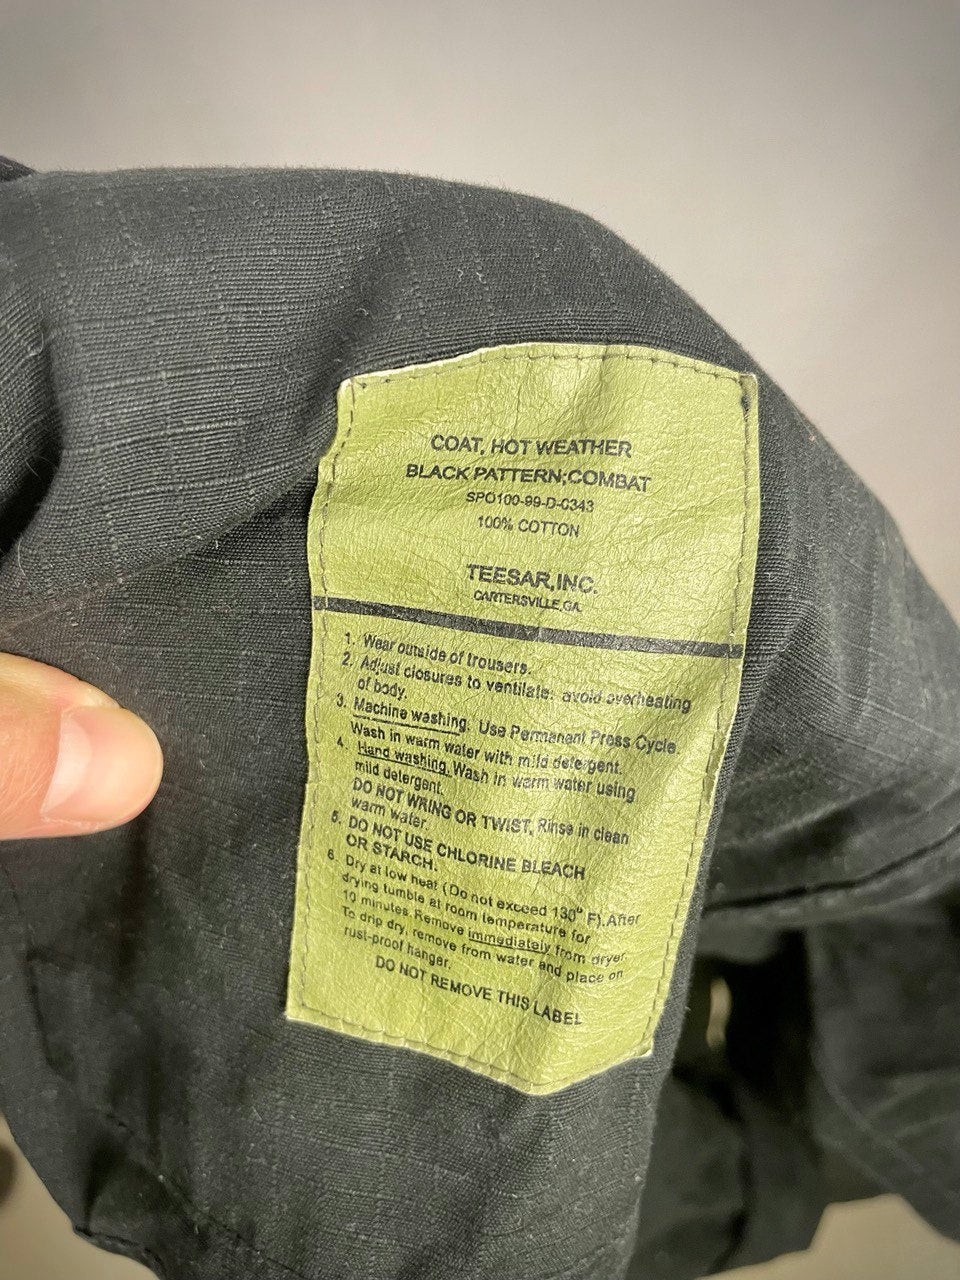 COAT, HOT WEATHER
BLACK PATTERN;COMBAT
SPO100-99-D-0343
100% COTTON
TEESAR,INC.
CARTERSVILLE,GA.
1. Wear outside of trousers.
2. Adjust closures to ventilate; avoid overheating
of body.
3. Machine washing. Use Permanent Press Cycle.
Wash in warm water with mild detergent.
4. Hand washing. Wash in warm water using
mild detergent.
DO NOT WRING OR TWIST, Rinse in clean
warm water.
5. DO NOT USE CHLORINE BLEACH
OR STARCH.
6. Dry at low heat (Do not exceed 130° F).After
drying tumble at room temperature for
10 minutes Remove immediately from dryer.
To drip dry, remove from water and place on
rust-proof hanger.
DO NOT REMOVE THIS LABEL